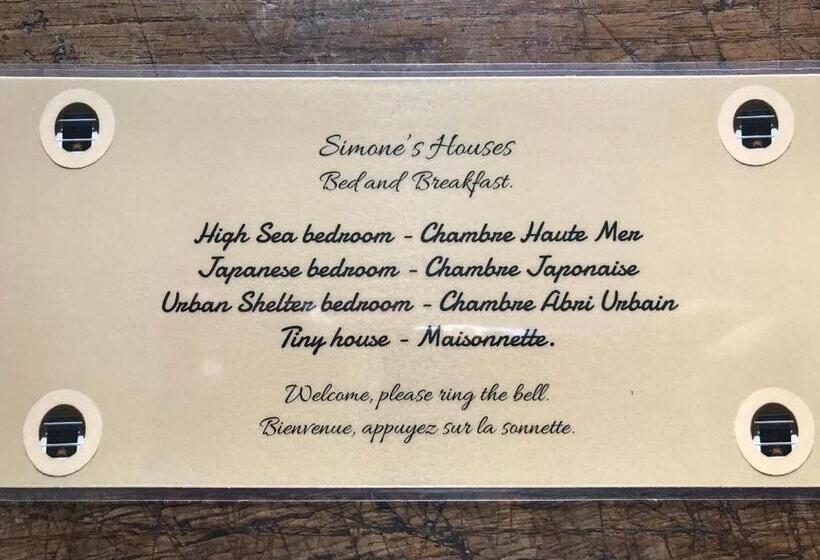 Simone's Houses
Bed and Breakfast.
High Sea bedroom - Chambre Haute Mer
Japanese bedroom - Chambre Japonaise
Urban Shelter bedroom - Chambre Abri Urbain
Tiny house - Maisonnette.
Welcome, please ring the bell.
Bienvenue, appuyez sur la sonnette.